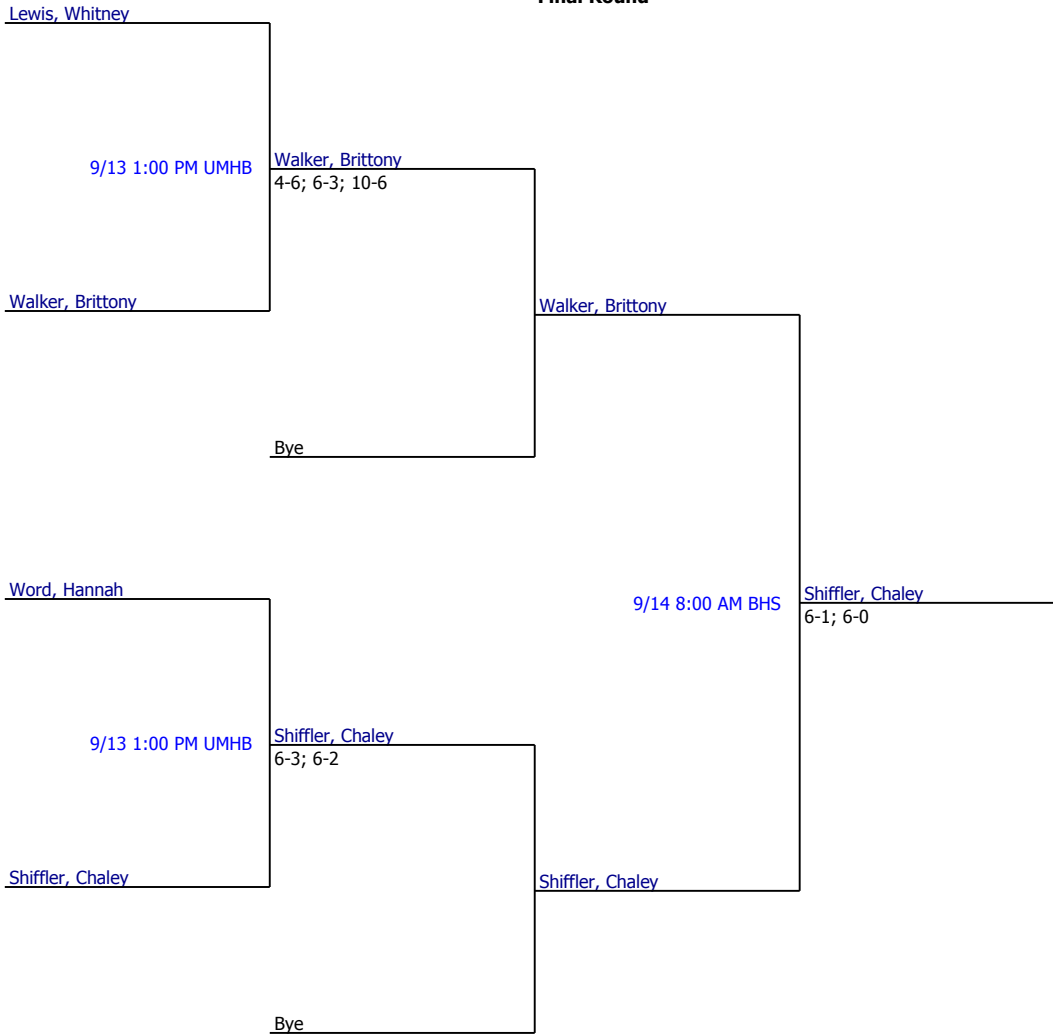 Final Round
Lewis, Whitney
9/13 1:00 PM UMHB
Walker, Brittony
4-6; 6-3; 10-6
Walker, Brittony
Walker, Brittony
Bye
Word, Hannah
9/14 8:00 AM BHS
Shiffler, Chaley
6-1; 6-0
9/13 1:00 PM UMHB
Shiffler, Chaley
6-3; 6-2
Shiffler, Chaley
Shiffler, Chaley
Bye